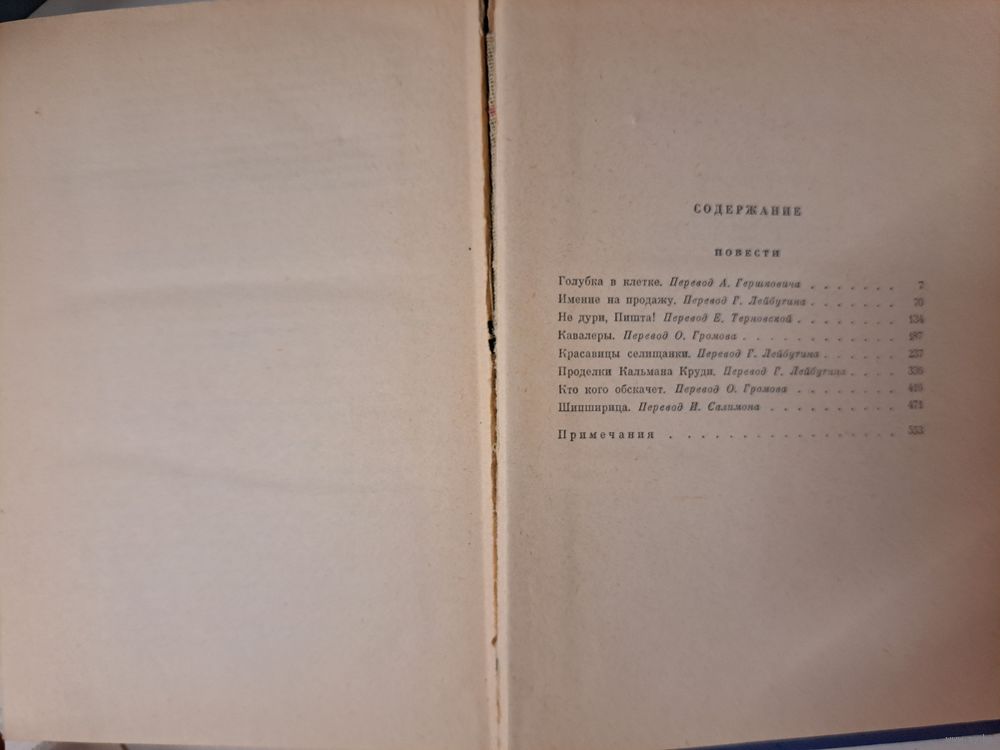 СОДЕРЖАНИЕ
ПОВЕСТИ
Голубка в клетке. Перевод А. Гершковича . . . . . . . 7
Имение на продажу. Перевод Г. Лейбутина . . . . . . . 70
Не дури, Пишта! Перевод Е. Терновской . . . . . . . . 134
Кавалеры. Перевод О. Громова . . . . . . . . . . . 187
Красавицы селищанки. Перевод Г. Лейбутина . . . . . . 237
Проделки Кальмана Круди. Перевод Г. Лейбутина . . . . 336
Кто кого обскачет. Перевод О. Громова . . . . . . . .
Шипширица. Перевод И. Салимона . . . . . . . . . . 471
Примечания . . . . . . . . . . . . . . . . . 553